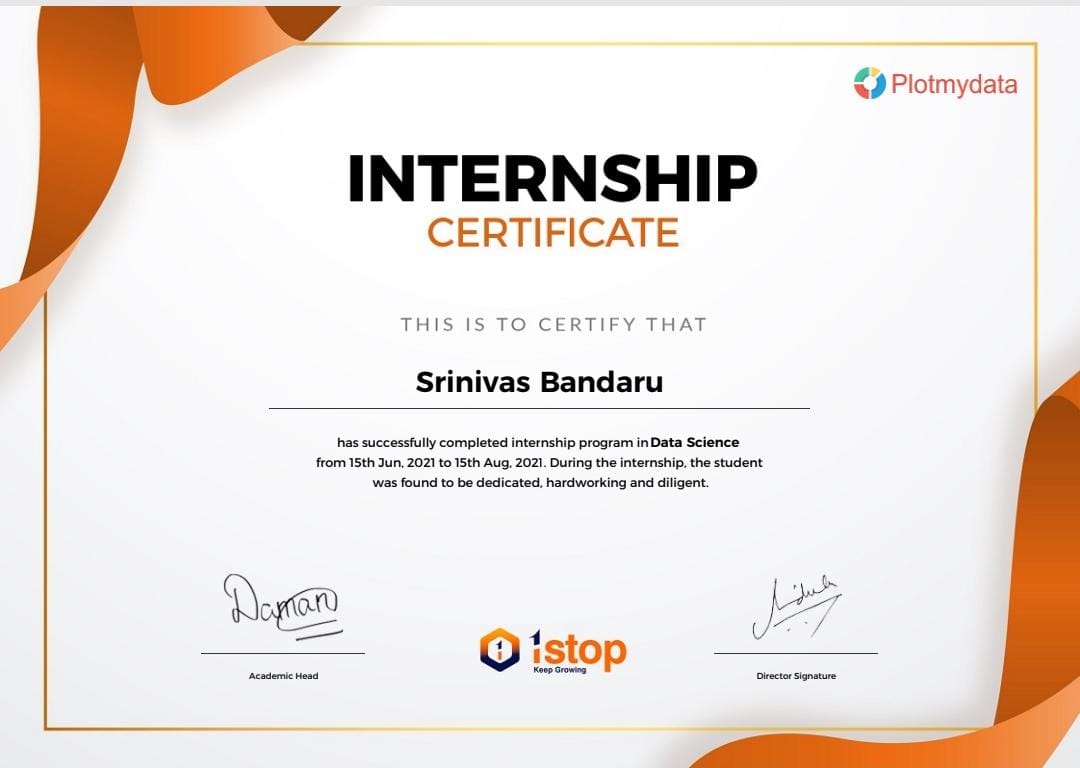 Plotmydata
INTERNSHIP
CERTIFICATE
THIS IS TO CERTIFY THAT
Srinivas Bandaru
has successfully completed internship program in Data Science
from 15th Jun, 2021 to 15th Aug, 2021. During the internship, the student
was found to be dedicated, hardworking and diligent.
Daman
Academic Head
1stop
Keep Growing
Director Signature